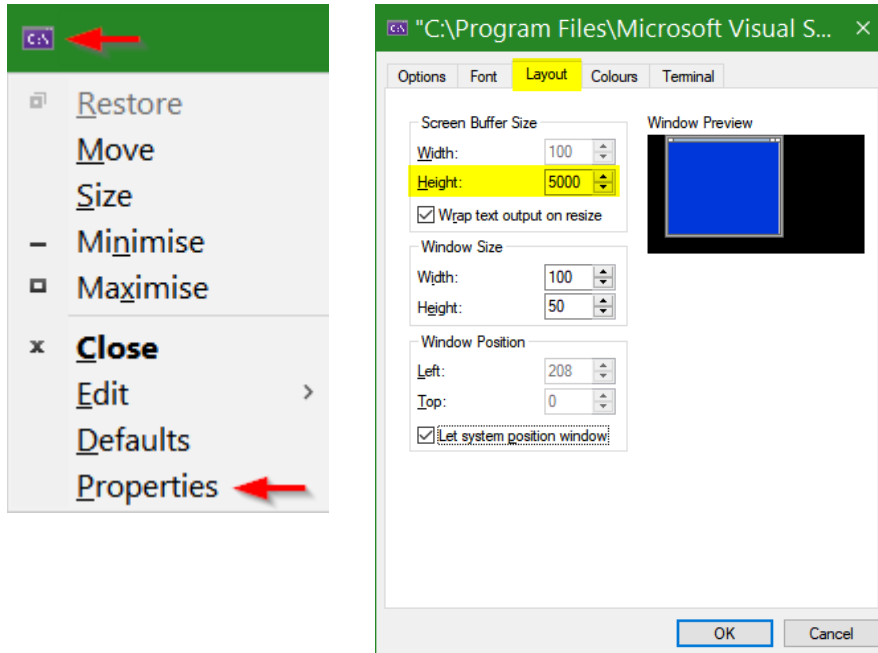 C:\
Restore
Move
Size
Minimise
Maximise
Close
Edit
Defaults
Properties
"C:\Program Files\Microsoft Visual S...
Options Font Layout Colours Terminal
Screen Buffer Size
Width: 100
Height: 5000
Wrap text output on resize
Window Size
Width: 100
Height: 50
Window Position
Left: 208
Top: 0
Let system position window
Window Preview
OK Cancel